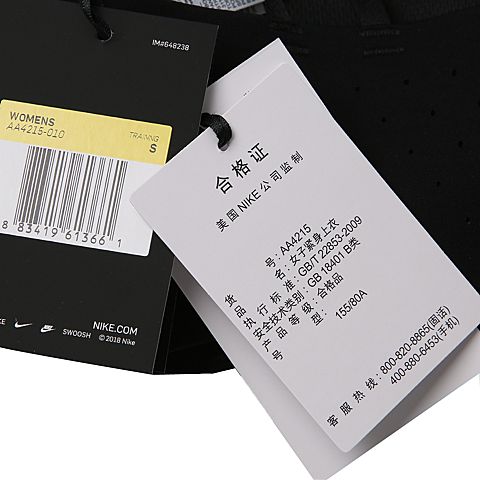 IM#648238
WOMENS
AA4215-010
TRAINING
S
8 83419 61366 1
NIKE
SWOOSH
NIKE.COM
© 2018 Nike
合格证
美国 NIKE 公司监制
货 号: AA4215
品 名: 女子紧身上衣
执行标准: GB/T 22853-2009
安全技术类别: GB 18401 B类
产品等级: 合格品
号 型: 155/80A
客服热线: 800-820-8865(固话)
400-880-6453(手机)